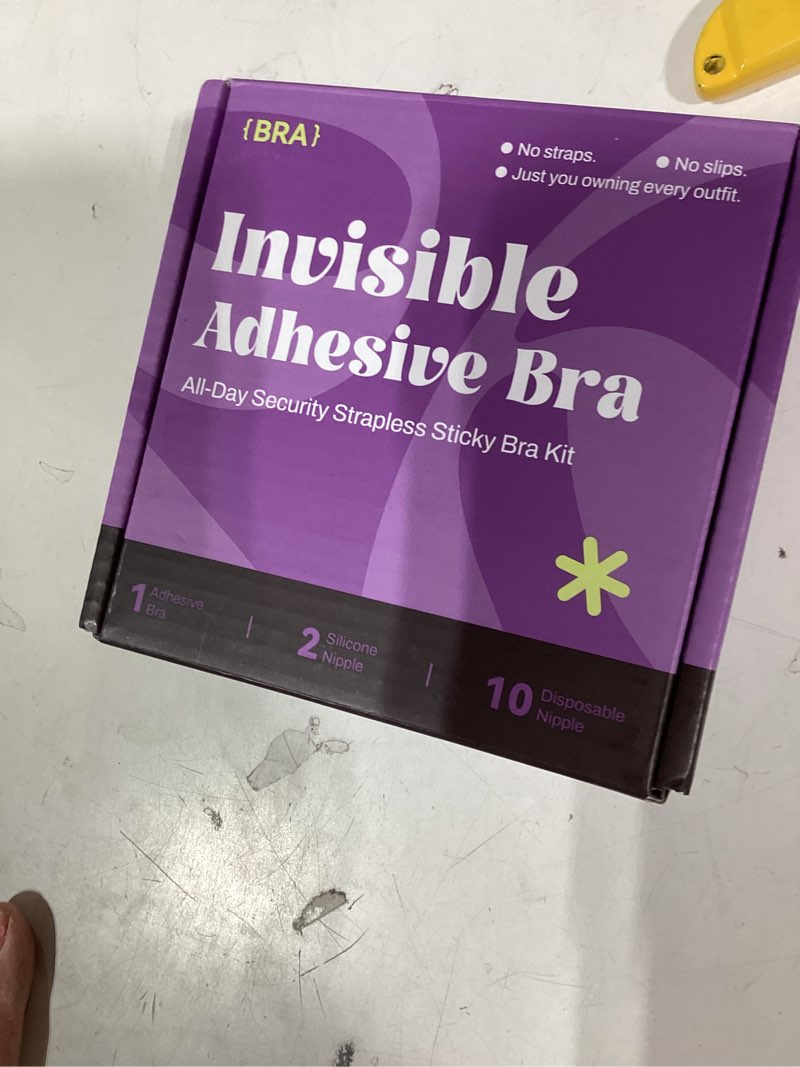 {BRA}
No straps.
No slips.
Just you owning every outfit.
Invisible
Adhesive Bra
All-Day Security Strapless Sticky Bra Kit
1 Adhesive
Bra
2 Silicone
Nipple
10 Disposable
Nipple